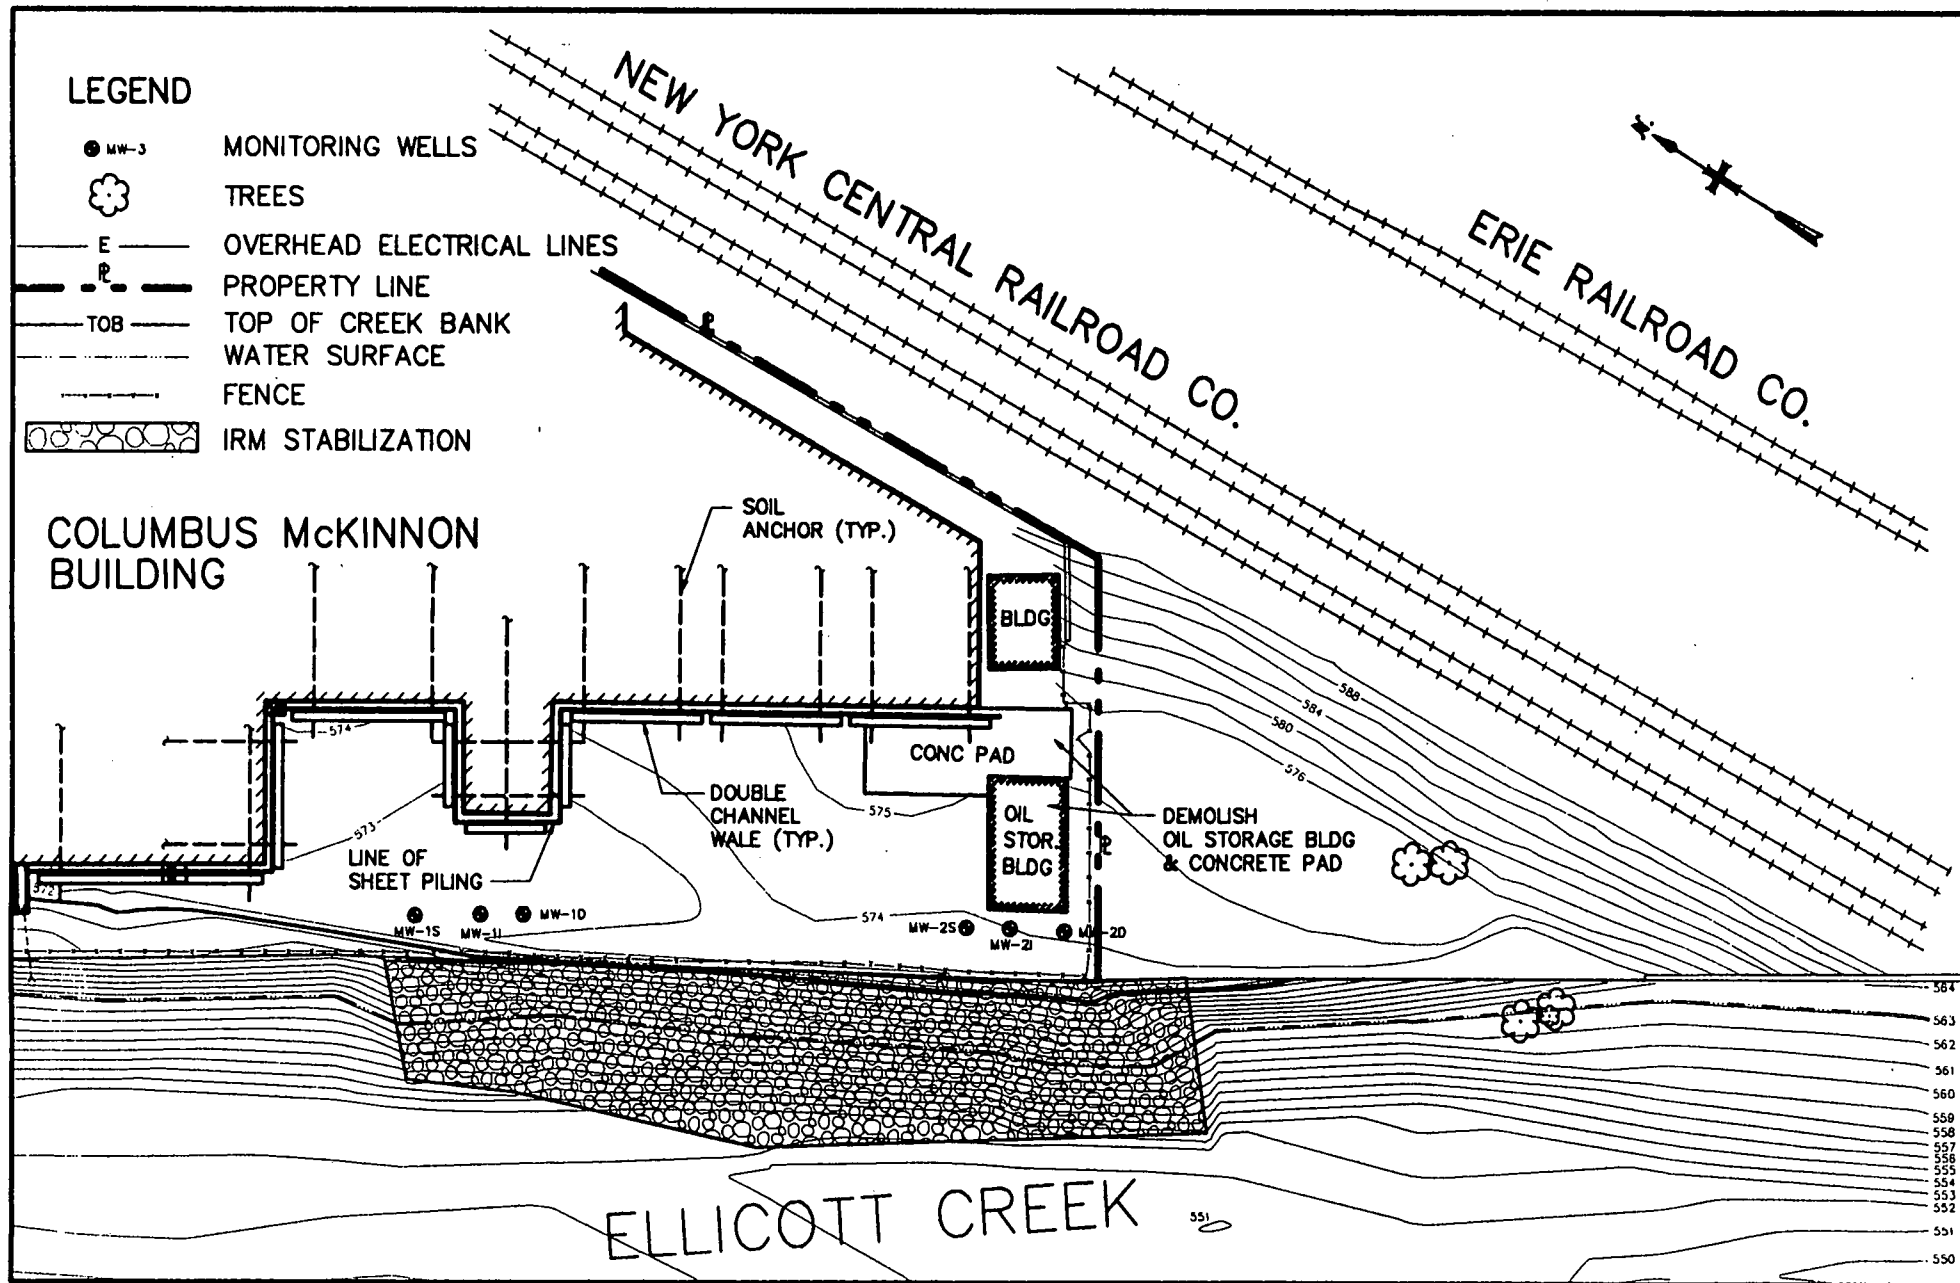 LEGEND
MW-3 MONITORING WELLS
TREES
E OVERHEAD ELECTRICAL LINES
PL PROPERTY LINE
TOB TOP OF CREEK BANK
WATER SURFACE
FENCE
IRM STABILIZATION
NEW YORK CENTRAL RAILROAD CO.
ERIE RAILROAD CO.
N
PL
COLUMBUS McKINNON
BUILDING
SOIL
ANCHOR (TYP.)
BLDG
588
584
580
576
574
CONC PAD
573
575
DOUBLE
CHANNEL
WALE (TYP.)
OIL
STOR.
BLDG
PL
DEMOLISH
OIL STORAGE BLDG
& CONCRETE PAD
LINE OF
SHEET PILING
572
574
MW-1S
MW-1I
MW-1D
MW-2S
MW-2I
MW-2D
564
563
562
561
560
559
558
557
556
555
554
553
552
551
550
551
ELLICOTT CREEK